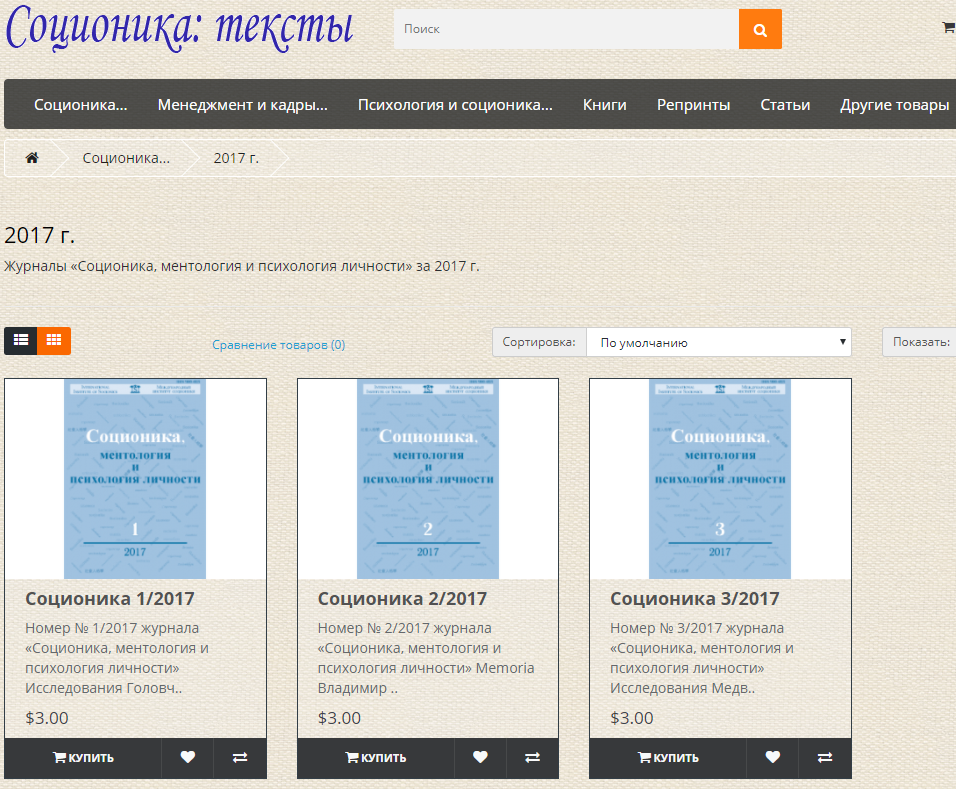 Соционика: тексты
Поиск
Соционика... Менеджмент и кадры... Психология и соционика... Книги Репринты Статьи Другие товары
Соционика... 2017 г.
2017 г.
Журналы «Соционика, ментология и психология личности» за 2017 г.
Сравнение товаров (0)
Сортировка: По умолчанию
Показать:
Соционика,
ментология
и
психология личности
1
2017
Соционика 1/2017
Номер № 1/2017 журнала
«Соционика, ментология и
психология личности»
Исследования Головч..
$3.00
КУПИТЬ
Соционика,
ментология
и
психология личности
2
2017
Соционика 2/2017
Номер № 2/2017 журнала
«Соционика, ментология и
психология личности» Memoria
Владимир ..
$3.00
КУПИТЬ
Соционика,
ментология
и
психология личности
3
2017
Соционика 3/2017
Номер № 3/2017 журнала
«Соционика, ментология и
психология личности»
Исследования Медв..
$3.00
КУПИТЬ